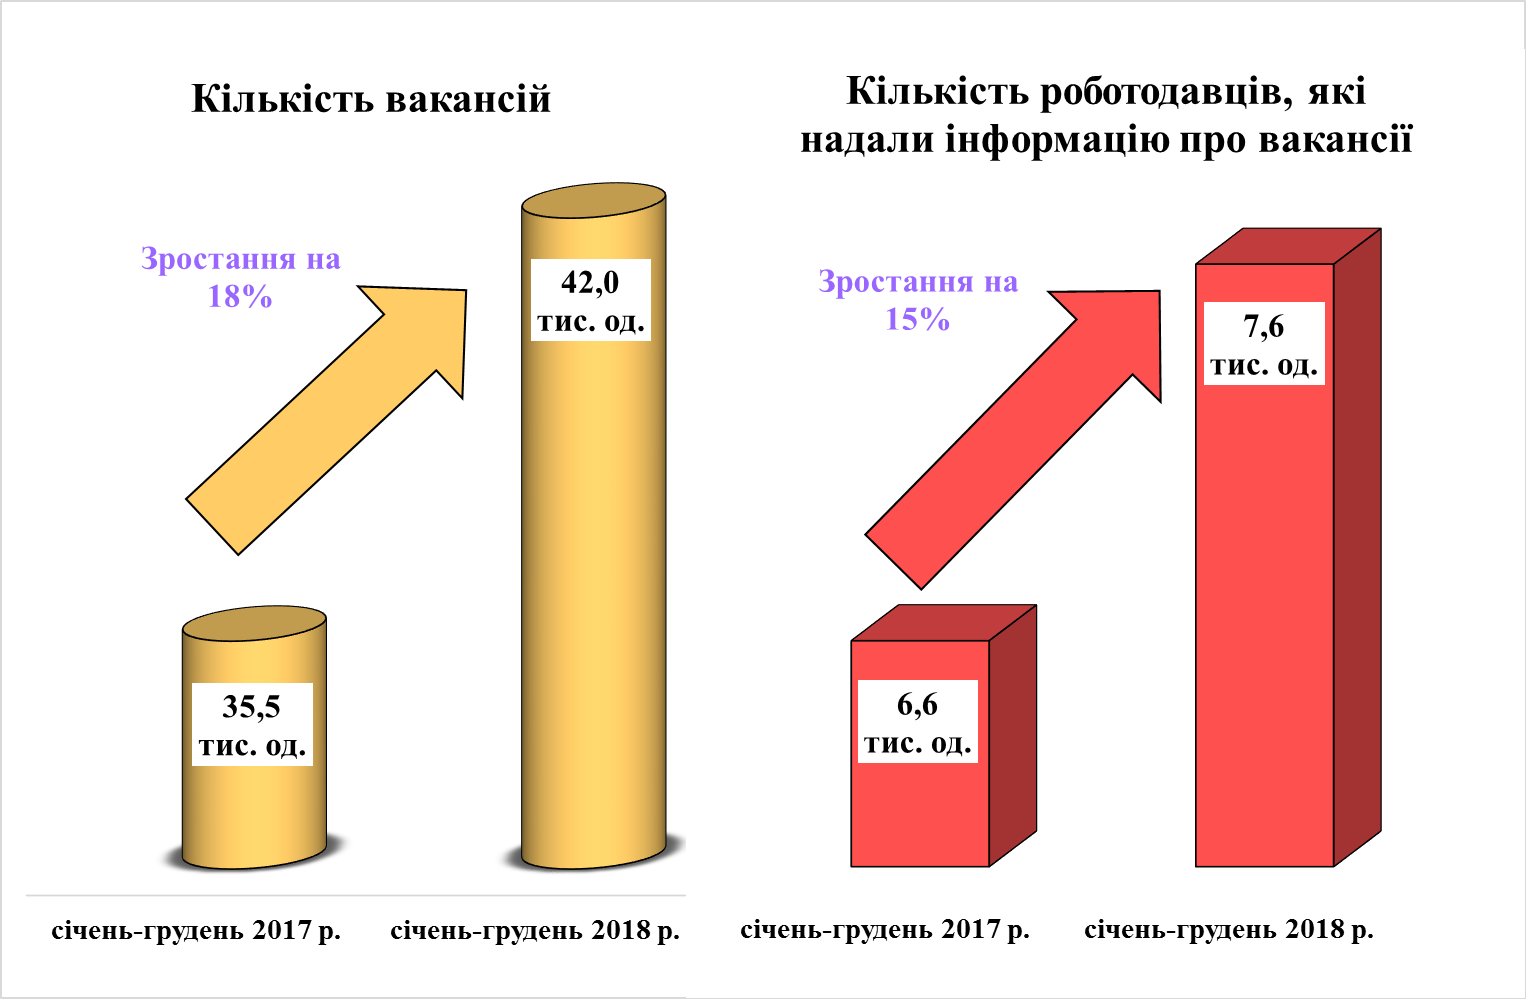 Кількість вакансій
Зростання на
18%
42,0
тис. од.
35,5
тис. од.
січень-грудень 2017 р.
січень-грудень 2018 р.
Кількість роботодавців, які
надали інформацію про вакансії
Зростання на
15%
7,6
тис. од.
6,6
тис. од.
січень-грудень 2017 р.
січень-грудень 2018 р.